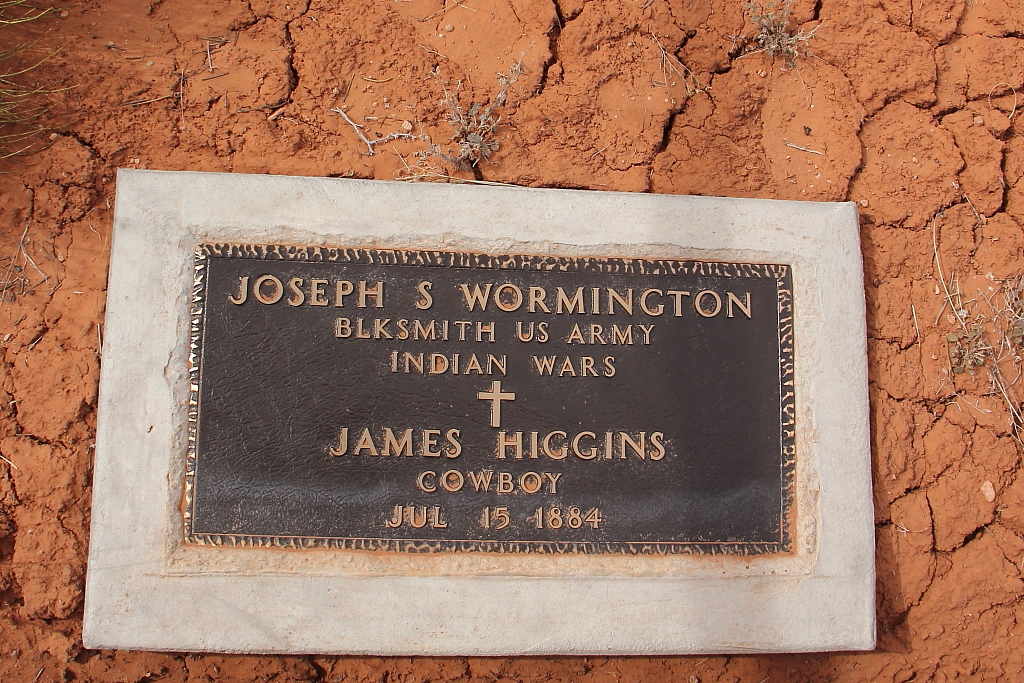 JOSEPH S WORMINGTON
BLKSMITH US ARMY
INDIAN WARS
JAMES HIGGINS
COWBOY
JUL 15 1884